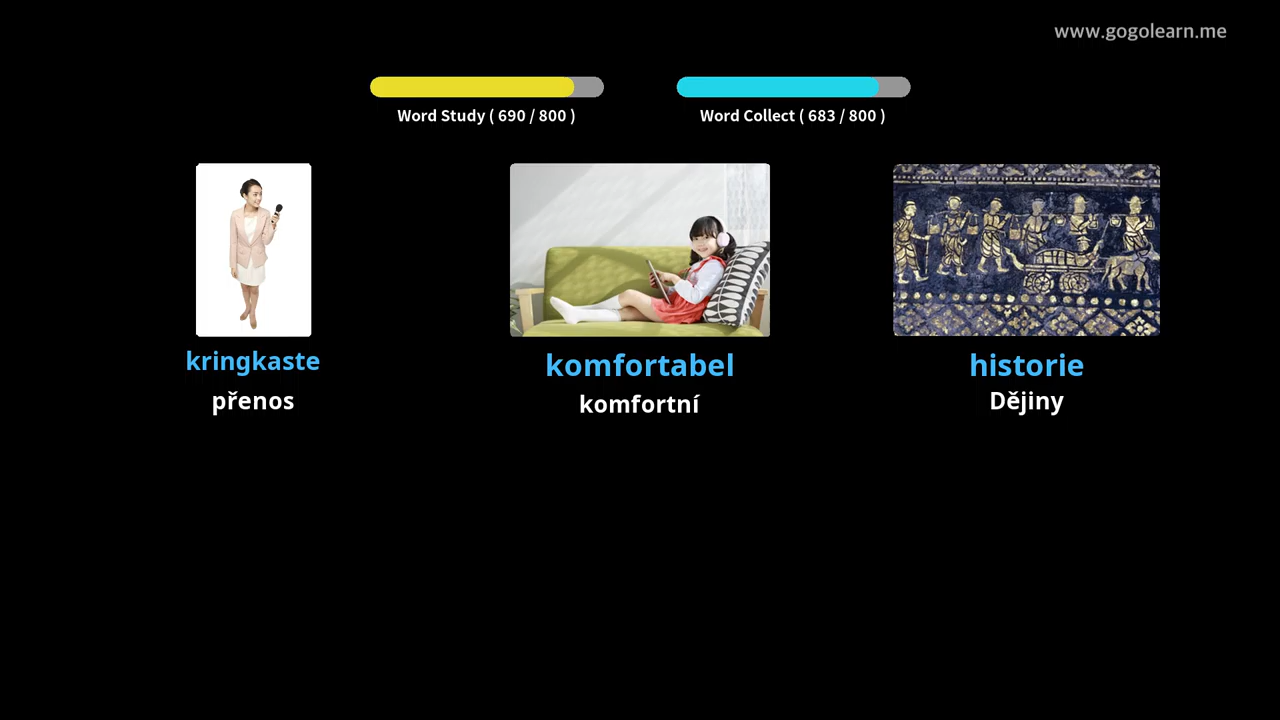 www.gogolearn.me
Word Study ( 690 / 800 )
Word Collect ( 683 / 800 )
kringkaste
přenos
komfortabel
komfortní
historie
Dějiny